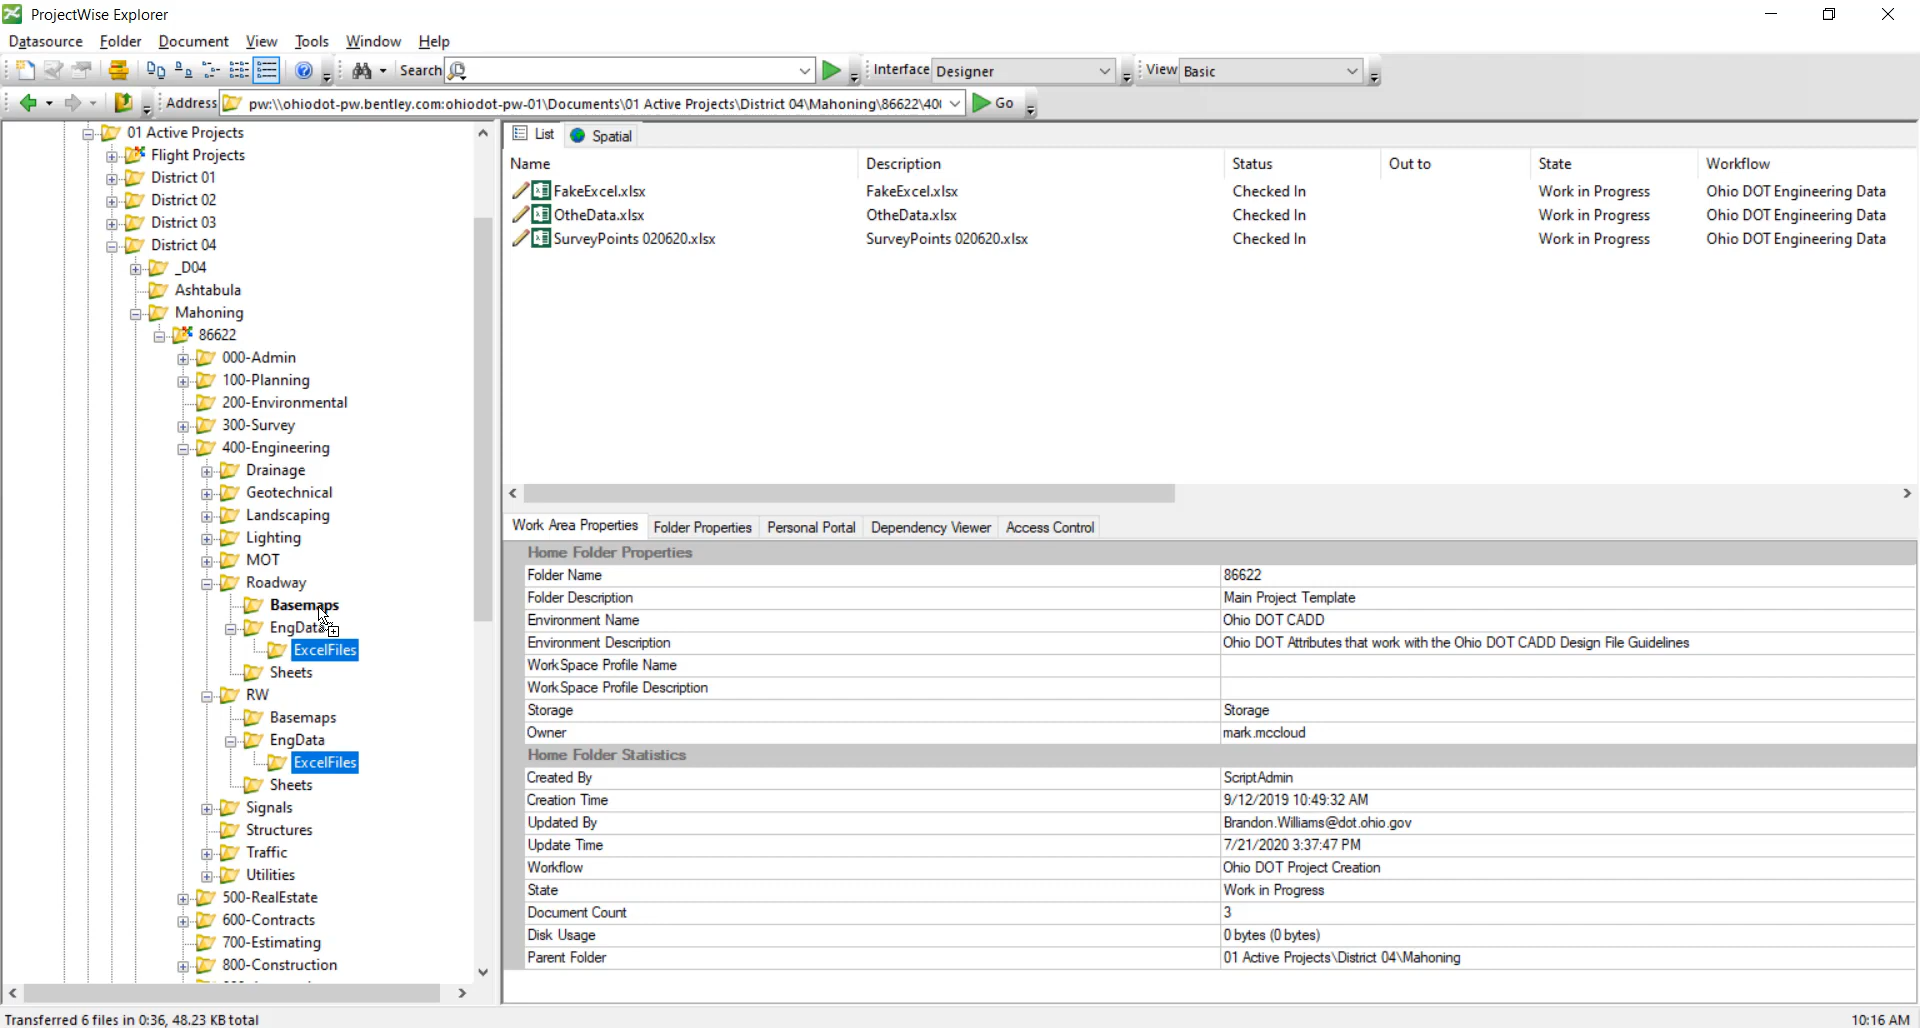 ProjectWise Explorer
Datasource Folder Document View Tools Window Help
Search Interface Designer View Basic
Address pw:\\ohiodot-pw.bentley.com:ohiodot-pw-01\Documents\01 Active Projects\District 04\Mahoning\86622\40 Go
01 Active Projects
Flight Projects
District 01
District 02
District 03
District 04
_D04
Ashtabula
Mahoning
86622
000-Admin
100-Planning
200-Environmental
300-Survey
400-Engineering
Drainage
Geotechnical
Landscaping
Lighting
MOT
Roadway
Basemaps
EngData
ExcelFiles
Sheets
RW
Basemaps
EngData
ExcelFiles
Sheets
Signals
Structures
Traffic
Utilities
500-RealEstate
600-Contracts
700-Estimating
800-Construction
List Spatial
Name Description Status Out to State Workflow
FakeExcel.xlsx FakeExcel.xlsx Checked In Work in Progress Ohio DOT Engineering Data
OtheData.xlsx OtheData.xlsx Checked In Work in Progress Ohio DOT Engineering Data
SurveyPoints 020620.xlsx SurveyPoints 020620.xlsx Checked In Work in Progress Ohio DOT Engineering Data
Work Area Properties Folder Properties Personal Portal Dependency Viewer Access Control
Home Folder Properties
Folder Name 86622
Folder Description Main Project Template
Environment Name Ohio DOT CADD
Environment Description Ohio DOT Attributes that work with the Ohio DOT CADD Design File Guidelines
WorkSpace Profile Name
WorkSpace Profile Description
Storage Storage
Owner mark.mccloud
Home Folder Statistics
Created By ScriptAdmin
Creation Time 9/12/2019 10:49:32 AM
Updated By Brandon.Williams@dot.ohio.gov
Update Time 7/21/2020 3:37:47 PM
Workflow Ohio DOT Project Creation
State Work in Progress
Document Count 3
Disk Usage 0 bytes (0 bytes)
Parent Folder 01 Active Projects\District 04\Mahoning
Transferred 6 files in 0:36, 48.23 KB total 10:16 AM